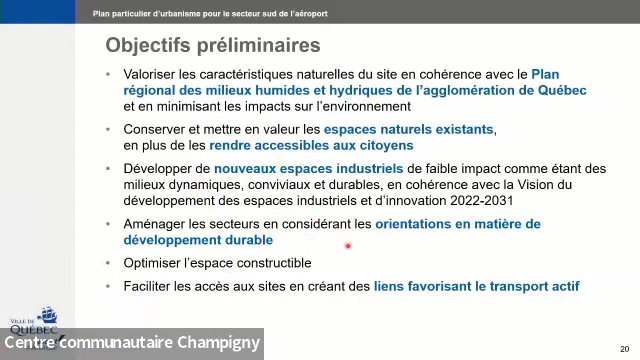 Plan particulier d'urbanisme pour le secteur sud de l'aéroport
Objectifs préliminaires
• Valoriser les caractéristiques naturelles du site en cohérence avec le Plan
régional des milieux humides et hydriques de l'agglomération de Québec
et en minimisant les impacts sur l'environnement
• Conserver et mettre en valeur les espaces naturels existants,
en plus de les rendre accessibles aux citoyens
• Développer de nouveaux espaces industriels de faible impact comme étant des
milieux dynamiques, conviviaux et durables, en cohérence avec la Vision du
développement des espaces industriels et d'innovation 2022-2031
• Aménager les secteurs en considérant les orientations en matière de
développement durable
• Optimiser l'espace constructible
• Faciliter les accès aux sites en créant des liens favorisant le transport actif
VILLE DE
QUÉBEC
Centre communautaire Champigny
20